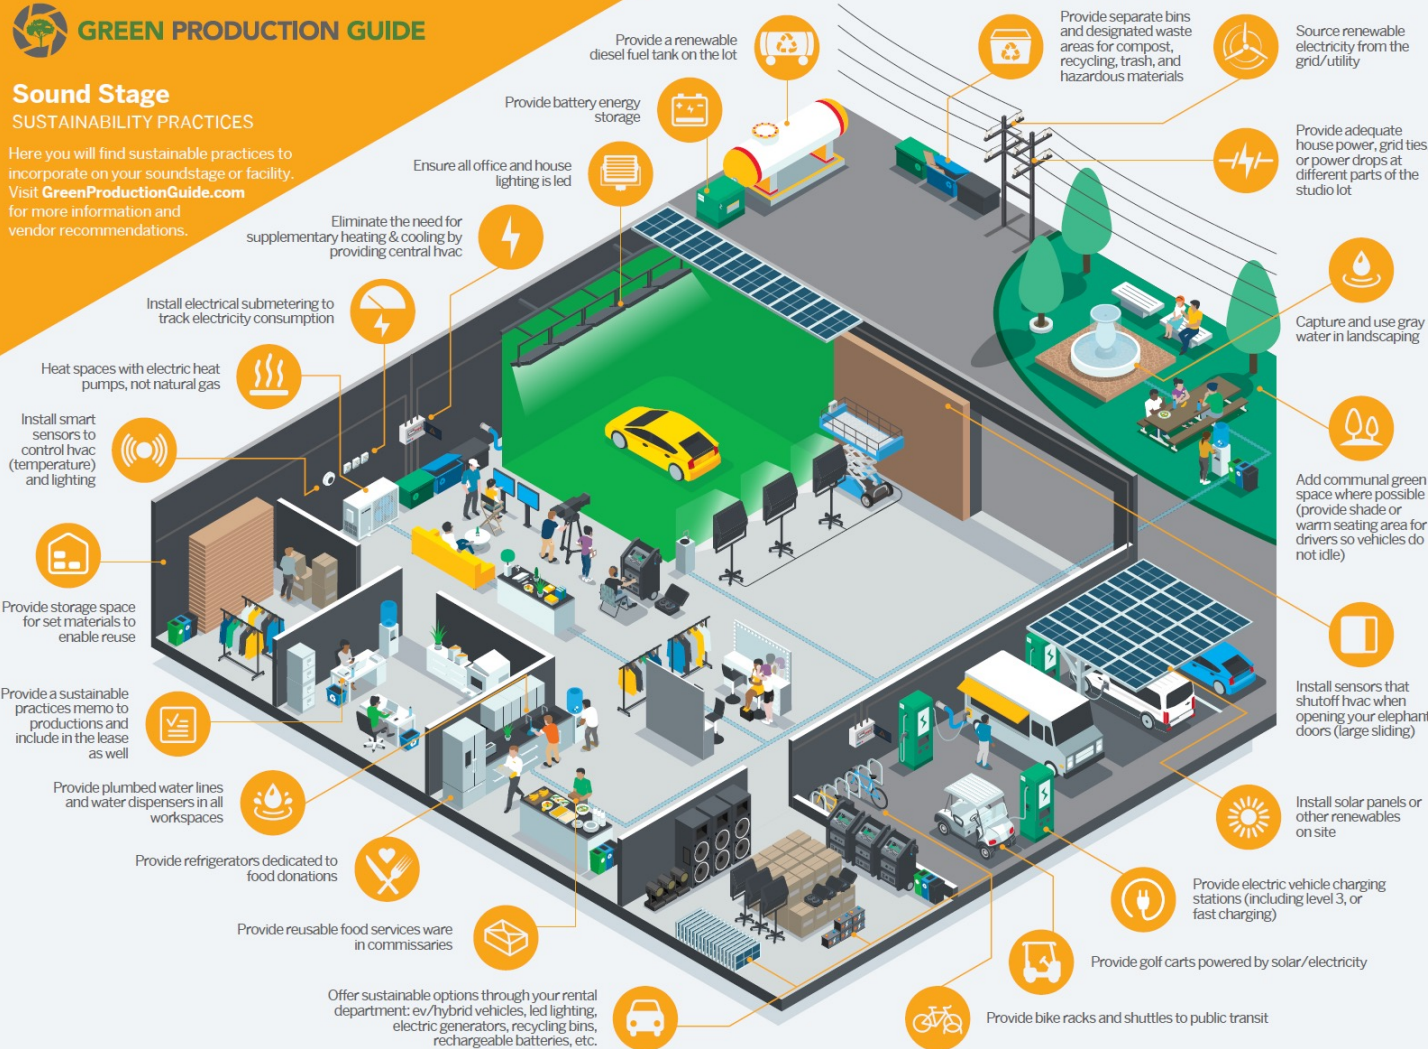 GREEN PRODUCTION GUIDE
Sound Stage
SUSTAINABILITY PRACTICES
Here you will find sustainable practices to
incorporate on your soundstage or facility.
Visit GreenProductionGuide.com
for more information and
vendor recommendations.
Provide a renewable
diesel fuel tank on the lot
Provide separate bins
and designated waste
areas for compost,
recycling, trash, and
hazardous materials
Source renewable
electricity from the
grid/utility
Provide battery energy
storage
Provide adequate
house power, grid ties
or power drops at
different parts of the
studio lot
Ensure all office and house
lighting is led
Eliminate the need for
supplementary heating & cooling by
providing central hvac
Install electrical submetering to
track electricity consumption
Capture and use gray
water in landscaping
Heat spaces with electric heat
pumps, not natural gas
Install smart
sensors to
control hvac
(temperature)
and lighting
Add communal green
space where possible
(provide shade or
warm seating area for
drivers so vehicles do
not idle)
Provide storage space
for set materials to
enable reuse
Install sensors that
shutoff hvac when
opening your elephant
doors (large sliding)
Provide a sustainable
practices memo to
productions and
include in the lease
as well
Provide plumbed water lines
and water dispensers in all
workspaces
Install solar panels or
other renewables
on site
Provide refrigerators dedicated to
food donations
Provide electric vehicle charging
stations (including level 3, or
fast charging)
Provide reusable food services ware
in commissaries
Provide golf carts powered by solar/electricity
Offer sustainable options through your rental
department: ev/hybrid vehicles, led lighting,
electric generators, recycling bins,
rechargeable batteries, etc.
Provide bike racks and shuttles to public transit